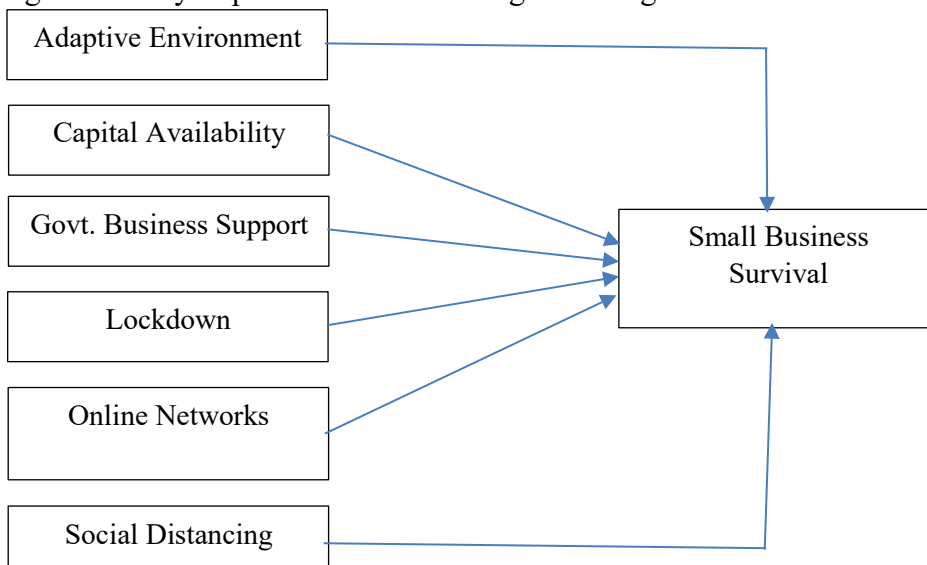 Adaptive Environment
Capital Availability
Govt. Business Support
Lockdown
Online Networks
Social Distancing
Small Business
Survival